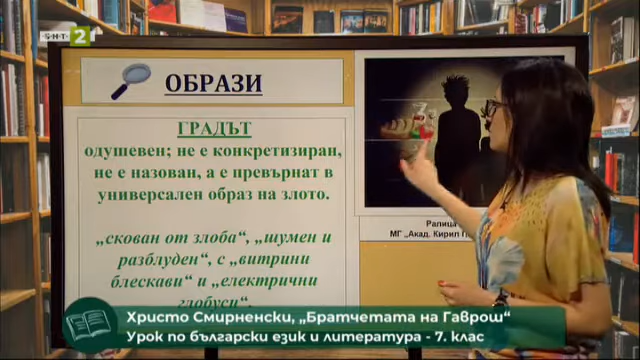 БНТ 2
ОБРАЗИ
ГРАДЪТ
одушевен; не е конкретизиран,
не е назован, а е превърнат в
универсален образ на злото.
„скован от злоба“, „шумен и
разблуден“, с „витрини
блескави“ и „електрични
глобуси“.
Ралица
МГ „Акад. Кирил
Христо Смирненски, „Братчетата на Гаврош“
Урок по български език и литература - 7. клас